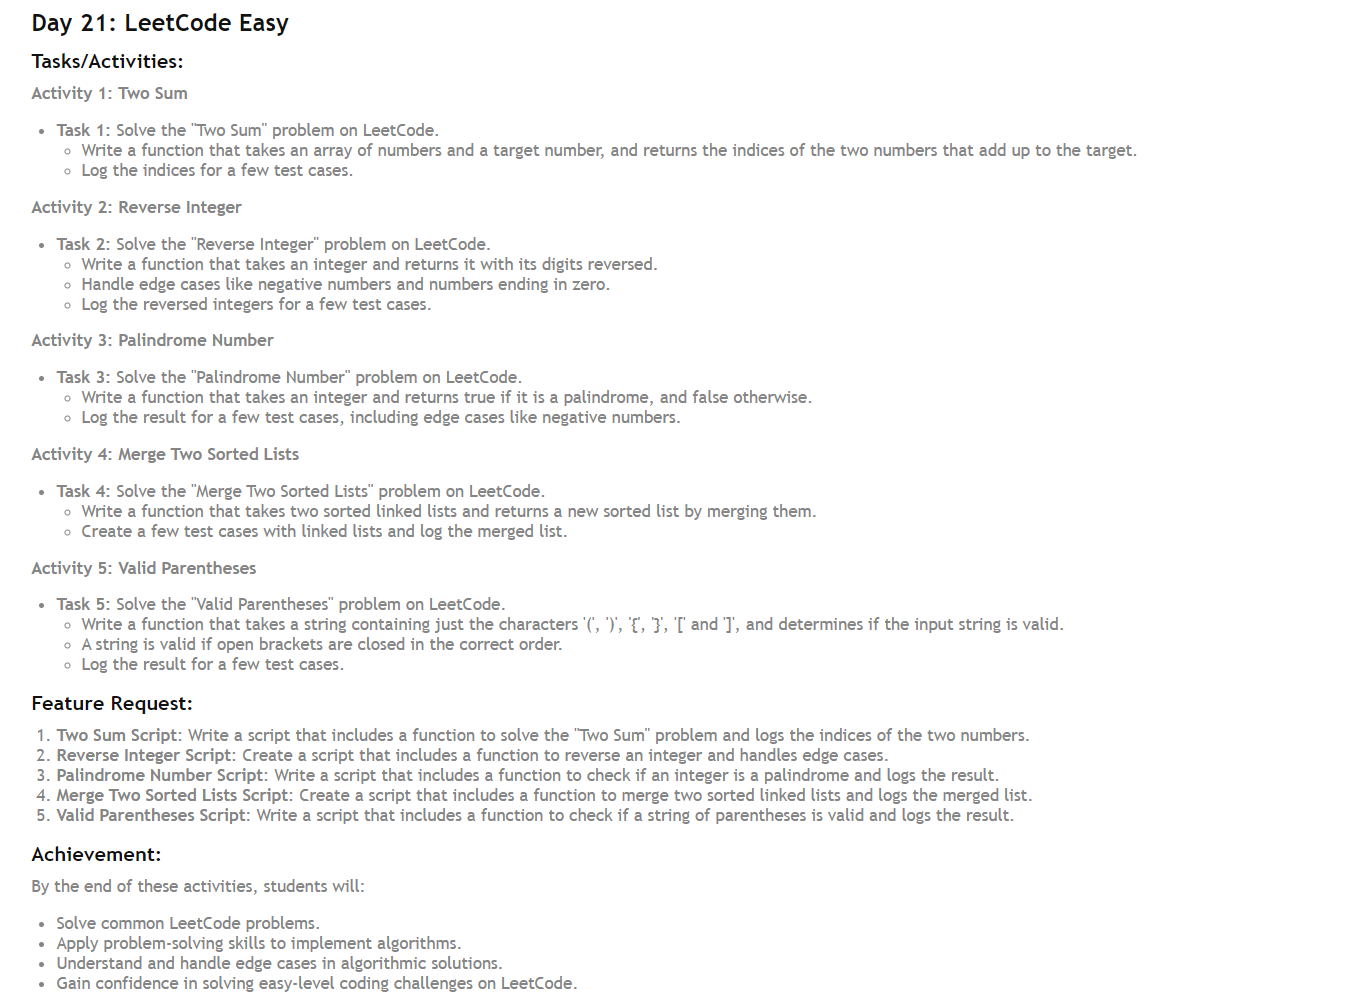 Day 21: LeetCode Easy
Tasks/Activities:
Activity 1: Two Sum
• Task 1: Solve the "Two Sum" problem on LeetCode.
◦ Write a function that takes an array of numbers and a target number, and returns the indices of the two numbers that add up to the target.
◦ Log the indices for a few test cases.
Activity 2: Reverse Integer
• Task 2: Solve the "Reverse Integer" problem on LeetCode.
◦ Write a function that takes an integer and returns it with its digits reversed.
◦ Handle edge cases like negative numbers and numbers ending in zero.
◦ Log the reversed integers for a few test cases.
Activity 3: Palindrome Number
• Task 3: Solve the "Palindrome Number" problem on LeetCode.
◦ Write a function that takes an integer and returns true if it is a palindrome, and false otherwise.
◦ Log the result for a few test cases, including edge cases like negative numbers.
Activity 4: Merge Two Sorted Lists
• Task 4: Solve the "Merge Two Sorted Lists" problem on LeetCode.
◦ Write a function that takes two sorted linked lists and returns a new sorted list by merging them.
◦ Create a few test cases with linked lists and log the merged list.
Activity 5: Valid Parentheses
• Task 5: Solve the "Valid Parentheses" problem on LeetCode.
◦ Write a function that takes a string containing just the characters '(', ')', '{', '}', '[' and ']', and determines if the input string is valid.
◦ A string is valid if open brackets are closed in the correct order.
◦ Log the result for a few test cases.
Feature Request:
1. Two Sum Script: Write a script that includes a function to solve the "Two Sum" problem and logs the indices of the two numbers.
2. Reverse Integer Script: Create a script that includes a function to reverse an integer and handles edge cases.
3. Palindrome Number Script: Write a script that includes a function to check if an integer is a palindrome and logs the result.
4. Merge Two Sorted Lists Script: Create a script that includes a function to merge two sorted linked lists and logs the merged list.
5. Valid Parentheses Script: Write a script that includes a function to check if a string of parentheses is valid and logs the result.
Achievement:
By the end of these activities, students will:
• Solve common LeetCode problems.
• Apply problem-solving skills to implement algorithms.
• Understand and handle edge cases in algorithmic solutions.
• Gain confidence in solving easy-level coding challenges on LeetCode.